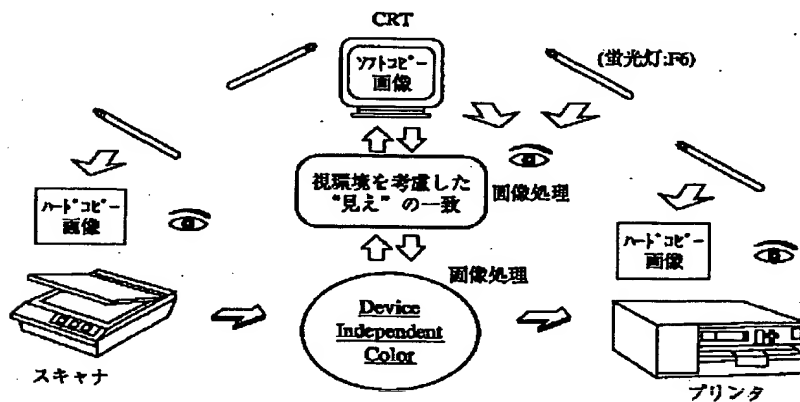 CRT
ソフトコピー
画像
(蛍光灯:F6)
視環境を考慮した
“見え”の一致
画像処理
ハードコピー
画像
ハードコピー
画像
画像処理
Device
Independent
Color
スキャナ
プリンタ